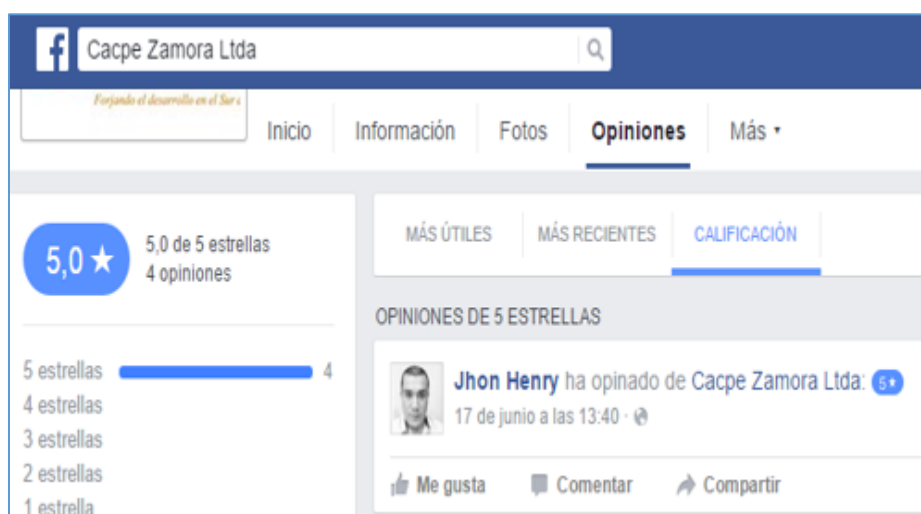 Cacpe Zamora Ltda
Forjando el desarrollo en el Sur
Inicio Información Fotos Opiniones Más
5,0 ★ 5,0 de 5 estrellas
4 opiniones
5 estrellas 4
4 estrellas
3 estrellas
2 estrellas
1 estrella
MÁS ÚTILES MÁS RECIENTES CALIFICACIÓN
OPINIONES DE 5 ESTRELLAS
Jhon Henry ha opinado de Cacpe Zamora Ltda: 5★
17 de junio a las 13:40 ·
Me gusta Comentar Compartir